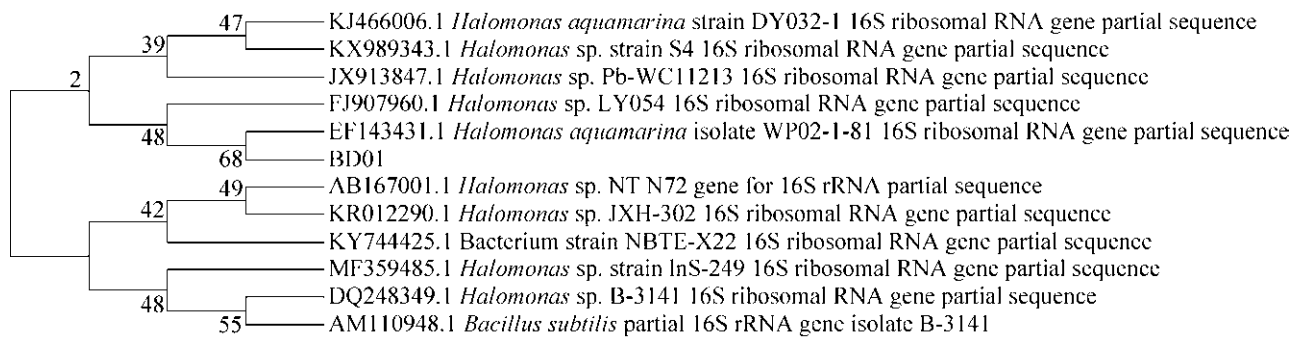 47
KJ466006.1 Halomonas aquamarina strain DY032-1 16S ribosomal RNA gene partial sequence
39
KX989343.1 Halomonas sp. strain S4 16S ribosomal RNA gene partial sequence
2
JX913847.1 Halomonas sp. Pb-WC11213 16S ribosomal RNA gene partial sequence
FJ907960.1 Halomonas sp. LY054 16S ribosomal RNA gene partial sequence
48
EF143431.1 Halomonas aquamarina isolate WP02-1-81 16S ribosomal RNA gene partial sequence
68
BD01
49
AB167001.1 Halomonas sp. NT N72 gene for 16S rRNA partial sequence
42
KR012290.1 Halomonas sp. JXH-302 16S ribosomal RNA gene partial sequence
KY744425.1 Bacterium strain NBTE-X22 16S ribosomal RNA gene partial sequence
MF359485.1 Halomonas sp. strain InS-249 16S ribosomal RNA gene partial sequence
48
DQ248349.1 Halomonas sp. B-3141 16S ribosomal RNA gene partial sequence
55
AM110948.1 Bacillus subtilis partial 16S rRNA gene isolate B-3141